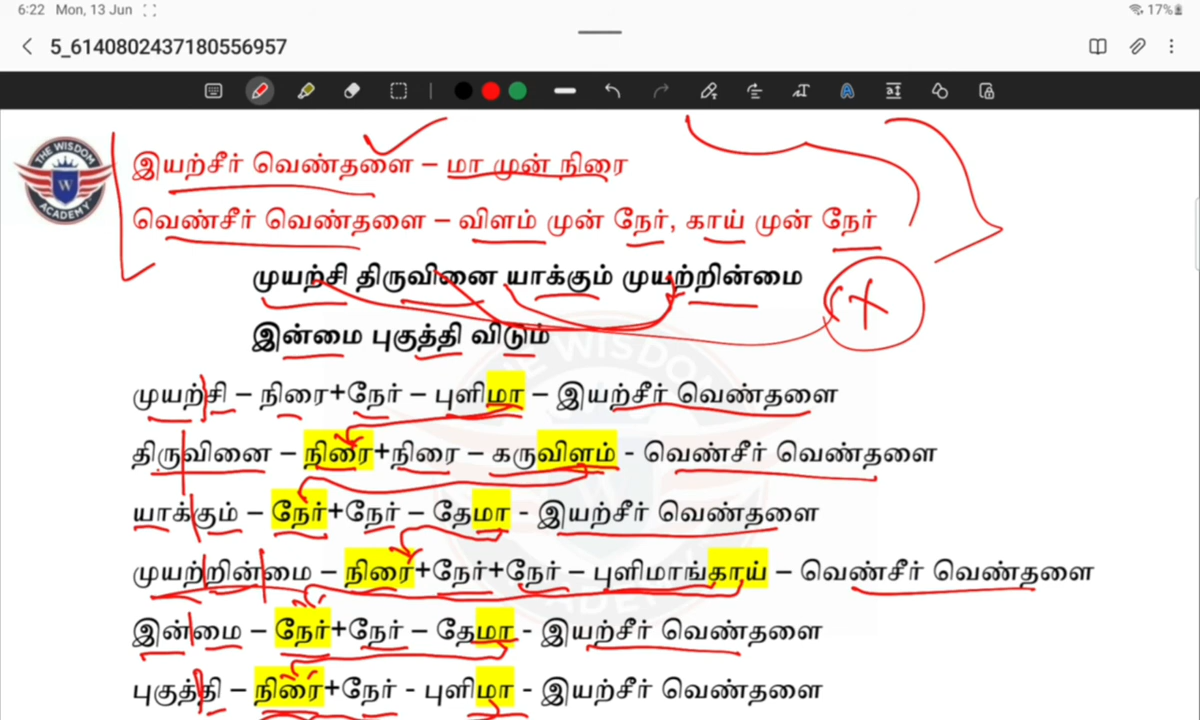 6:22 Mon, 13 Jun 17%
5_6140802437180556957
THE WISDOM
W
ACADEMY
இயற்சீர் வெண்தளை – மா முன் நிரை
வெண்சீர் வெண்தளை – விளம் முன் நேர், காய் முன் நேர்
முயற்சி திருவினை யாக்கும் முயற்றின்மை
இன்மை புகுத்தி விடும்
முயற்சி – நிரை+நேர் – புளிமா – இயற்சீர் வெண்தளை
திருவினை – நிரை+நிரை – கருவிளம் - வெண்சீர் வெண்தளை
யாக்கும் – நேர்+நேர் – தேமா - இயற்சீர் வெண்தளை
முயற்றின்மை – நிரை+நேர்+நேர் – புளிமாங்காய் – வெண்சீர் வெண்தளை
இன்மை – நேர்+நேர் – தேமா - இயற்சீர் வெண்தளை
புகுத்தி – நிரை+நேர் - புளிமா - இயற்சீர் வெண்தளை